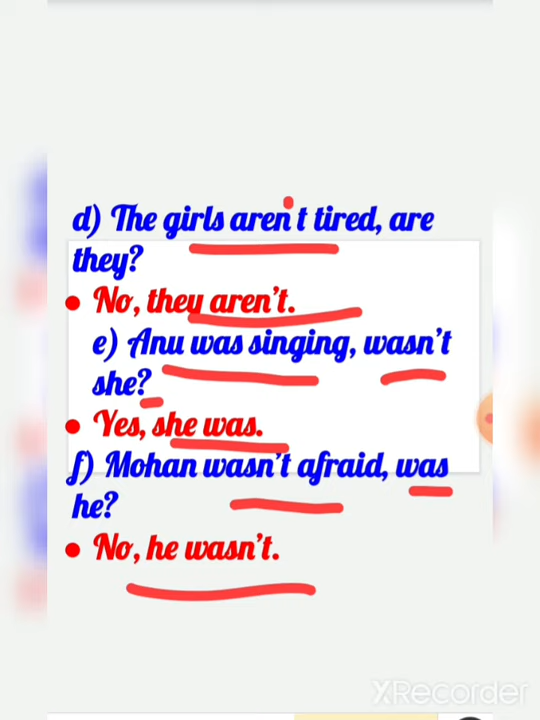 d) The girls aren't tired, are
they?
• No, they aren't.
e) Anu was singing, wasn't
she?
• Yes, she was.
f) Mohan wasn't afraid, was
he?
• No, he wasn't.
XRecorder